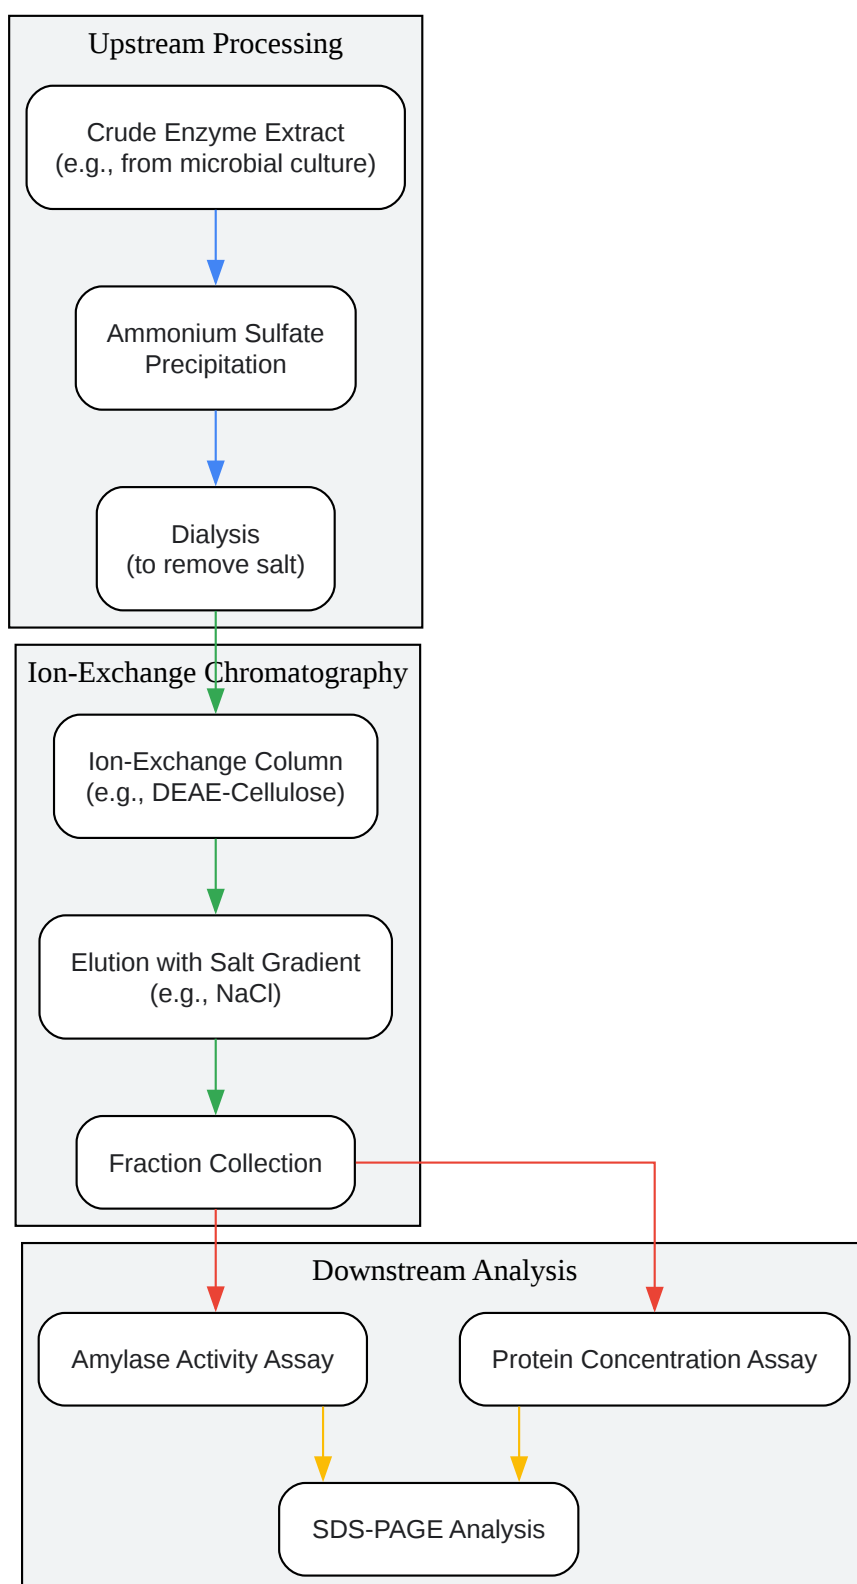 Upstream Processing
Crude Enzyme Extract
(e.g., from microbial culture)
Ammonium Sulfate
Precipitation
Dialysis
(to remove salt)
Ion-Exchange Chromatography
Ion-Exchange Column
(e.g., DEAE-Cellulose)
Elution with Salt Gradient
(e.g., NaCl)
Fraction Collection
Downstream Analysis
Amylase Activity Assay
Protein Concentration Assay
SDS-PAGE Analysis